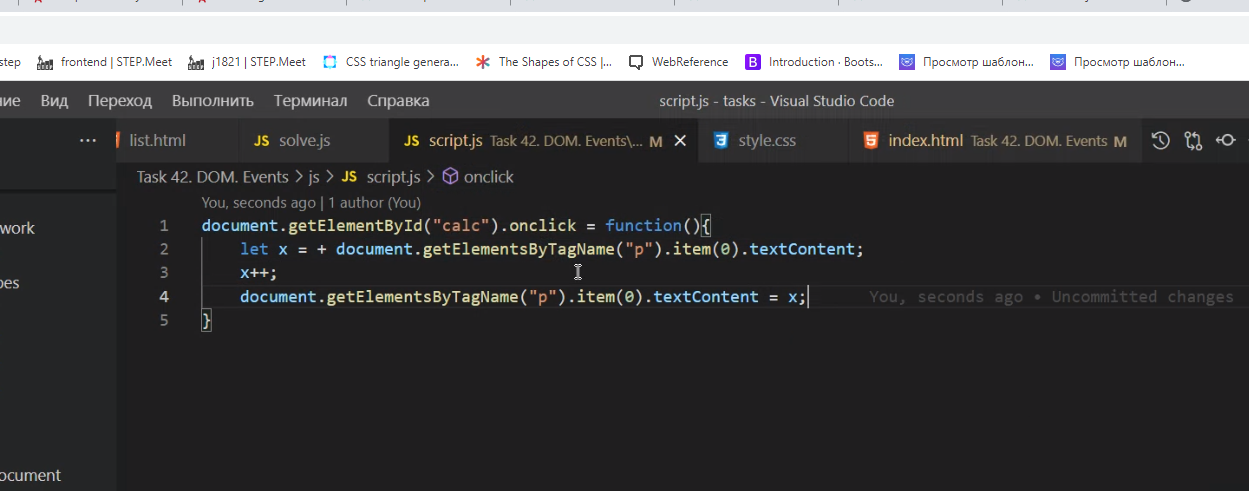 step frontend | STEP.Meet j1821 | STEP.Meet CSS triangle genera... The Shapes of CSS |... WebReference B Introduction · Boots... Просмотр шаблон... Просмотр шаблон...
ние Вид Переход Выполнить Терминал Справка script.js - tasks - Visual Studio Code
··· list.html JS solve.js JS script.js Task 42. DOM. Events\... M style.css index.html Task 42. DOM. Events M
Task 42. DOM. Events > js > JS script.js > onclick
You, seconds ago | 1 author (You)
1 document.getElementById("calc").onclick = function(){
work
2 let x = + document.getElementsByTagName("p").item(0).textContent;
3 x++;
pes
4 document.getElementsByTagName("p").item(0).textContent = x; You, seconds ago • Uncommitted changes
5 }
ocument